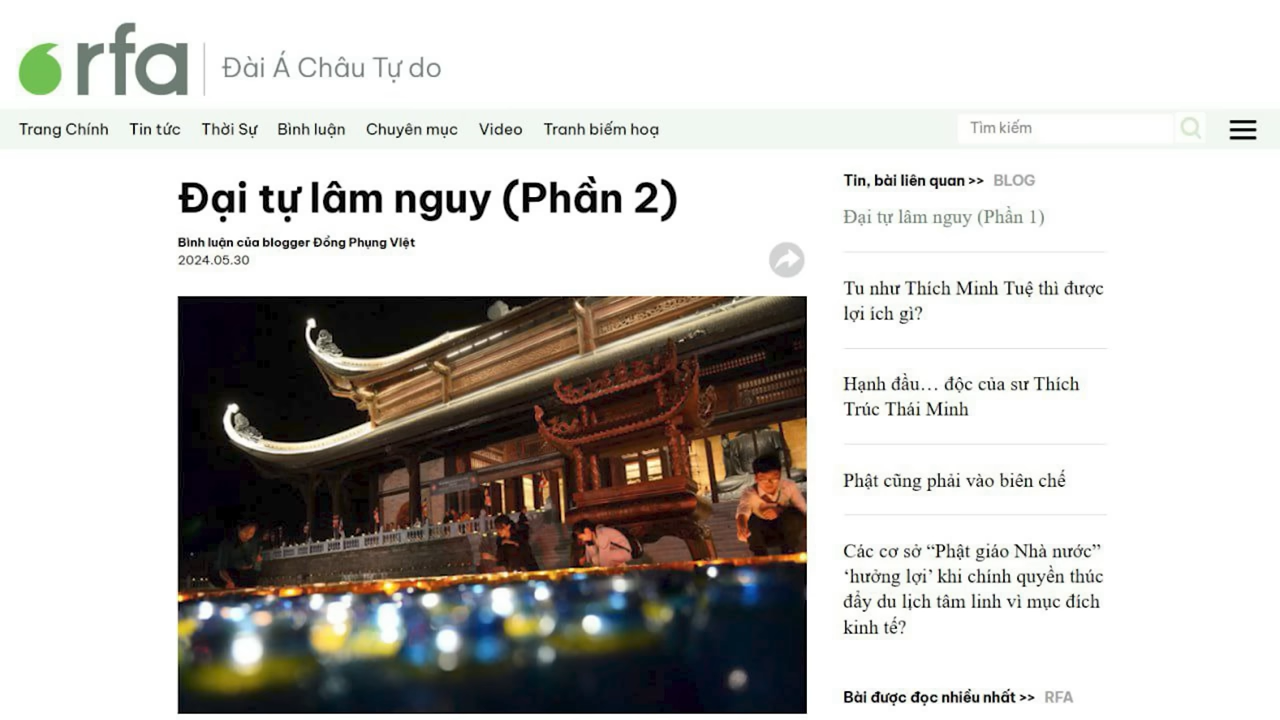 rfa
Đài Á Châu Tự do
Trang Chính Tin tức Thời Sự Bình luận Chuyên mục Video Tranh biếm hoạ
Tìm kiếm
Đại tự lâm nguy (Phần 2)
Bình luận của blogger Đồng Phụng Việt
2024.05.30
Tin, bài liên quan >> BLOG
Đại tự lâm nguy (Phần 1)
Tu như Thích Minh Tuệ thì được
lợi ích gì?
Hạnh đầu… độc của sư Thích
Trúc Thái Minh
Phật cũng phải vào biên chế
Các cơ sở “Phật giáo Nhà nước”
‘hưởng lợi’ khi chính quyền thúc
đẩy du lịch tâm linh vì mục đích
kinh tế?
Bài được đọc nhiều nhất >> RFA